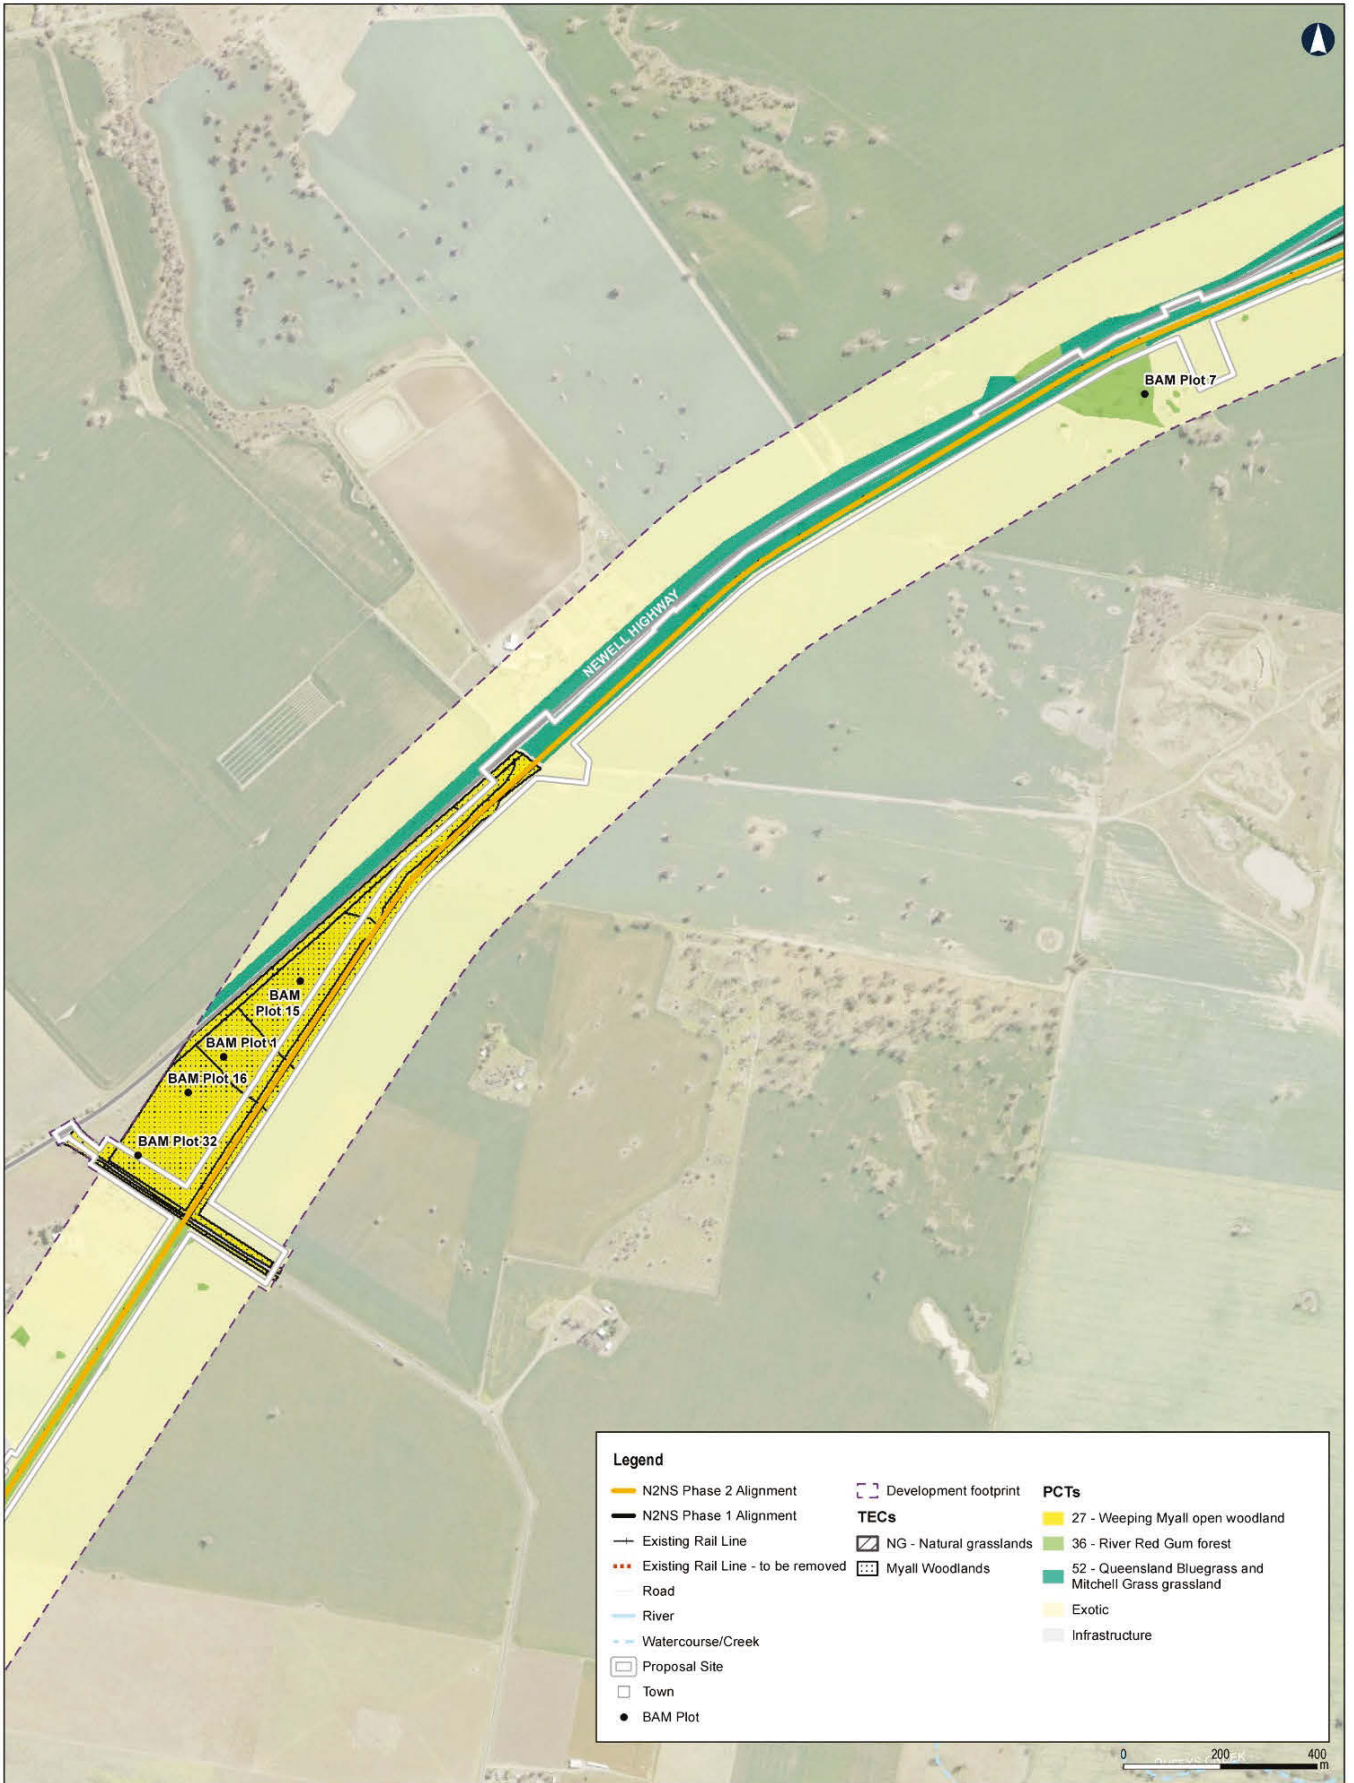 BAM Plot 7
NEWELL HIGHWAY
BAM
Plot 15
BAM Plot 1
BAM Plot 16
BAM Plot 32
Legend
N2NS Phase 2 Alignment
N2NS Phase 1 Alignment
Existing Rail Line
Existing Rail Line - to be removed
Road
River
Watercourse/Creek
Proposal Site
Town
BAM Plot
Development footprint
TECs
NG - Natural grasslands
Myall Woodlands
PCTs
27 - Weeping Myall open woodland
36 - River Red Gum forest
52 - Queensland Bluegrass and
Mitchell Grass grassland
Exotic
Infrastructure
0 200 400
m